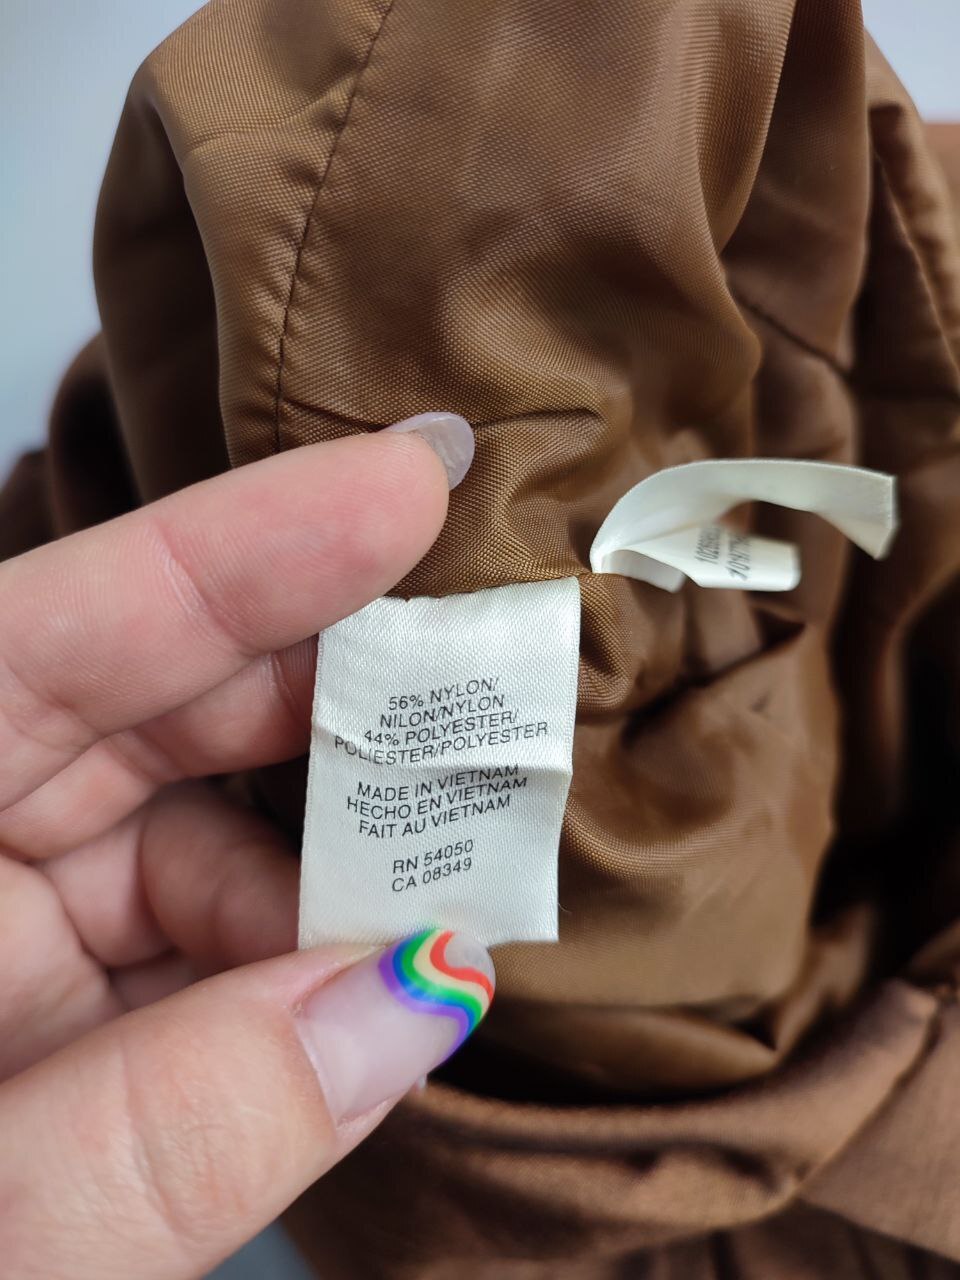 56% NYLON/
NILON/NYLON
44% POLYESTER/
POLIESTER/POLYESTER
MADE IN VIETNAM
HECHO EN VIETNAM
FAIT AU VIETNAM
RN 54050
CA 08349